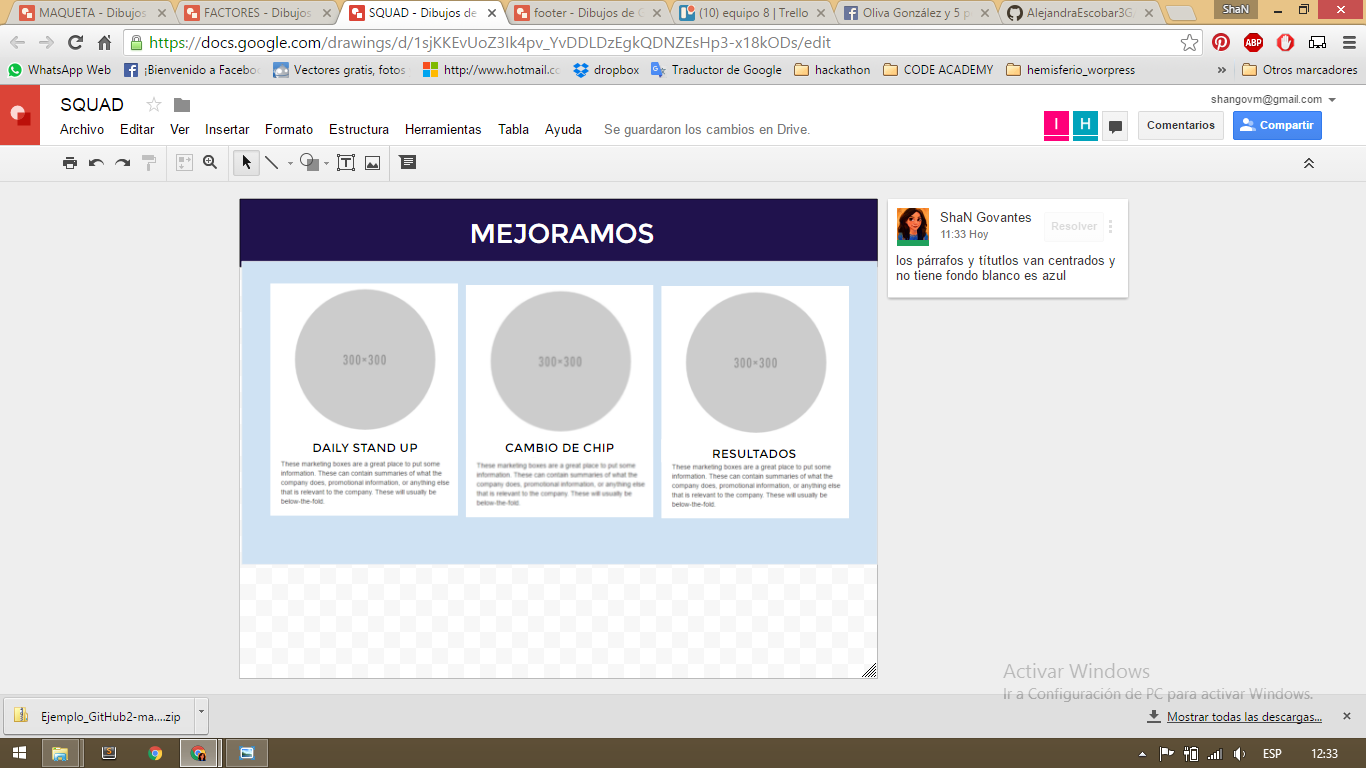 MAQUETA - Dibujos
FACTORES - Dibujos
SQUAD - Dibujos de
footer - Dibujos de G
(10) equipo 8 | Trello
Oliva González y 5 p
AlejandraEscobar3G
ShaN
https://docs.google.com/drawings/d/1sjKKEvUoZ3Ik4pv_YvDDLDzEgkQDNZEsHp3-x18kODs/edit
ABP
WhatsApp Web
¡Bienvenido a Facebo
Vectores gratis, fotos
http://www.hotmail.cc
dropbox
Traductor de Google
hackathon
CODE ACADEMY
hemisferio_worpress
»
Otros marcadores
SQUAD
shangovm@gmail.com
Archivo Editar Ver Insertar Formato Estructura Herramientas Tabla Ayuda Se guardaron los cambios en Drive.
I H
Comentarios
Compartir
MEJORAMOS
300×300
DAILY STAND UP
These marketing boxes are a great place to put some
information. These can contain summaries of what the
company does, promotional information, or anything else
that is relevant to the company. These will usually be
below-the-fold.
300×300
CAMBIO DE CHIP
These marketing boxes are a great place to put some
information. These can contain summaries of what the
company does, promotional information, or anything else
that is relevant to the company. These will usually be
below-the-fold.
300×300
RESULTADOS
These marketing boxes are a great place to put some
information. These can contain summaries of what the
company does, promotional information, or anything else
that is relevant to the company. These will usually be
below-the-fold.
ShaN Govantes
11:33 Hoy
Resolver
los párrafos y títutlos van centrados y
no tiene fondo blanco es azul
Activar Windows
Ir a Configuración de PC para activar Windows.
Ejemplo_GitHub2-ma....zip
Mostrar todas las descargas...
ESP
12:33